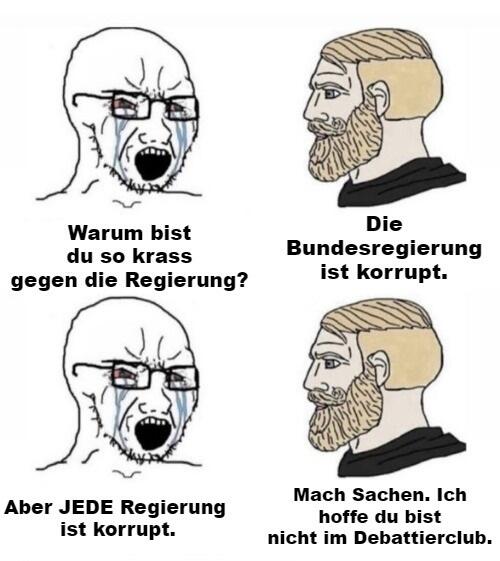 Warum bist
du so krass
gegen die Regierung?
Die
Bundesregierung
ist korrupt.
Aber JEDE Regierung
ist korrupt.
Mach Sachen. Ich
hoffe du bist
nicht im Debattierclub.